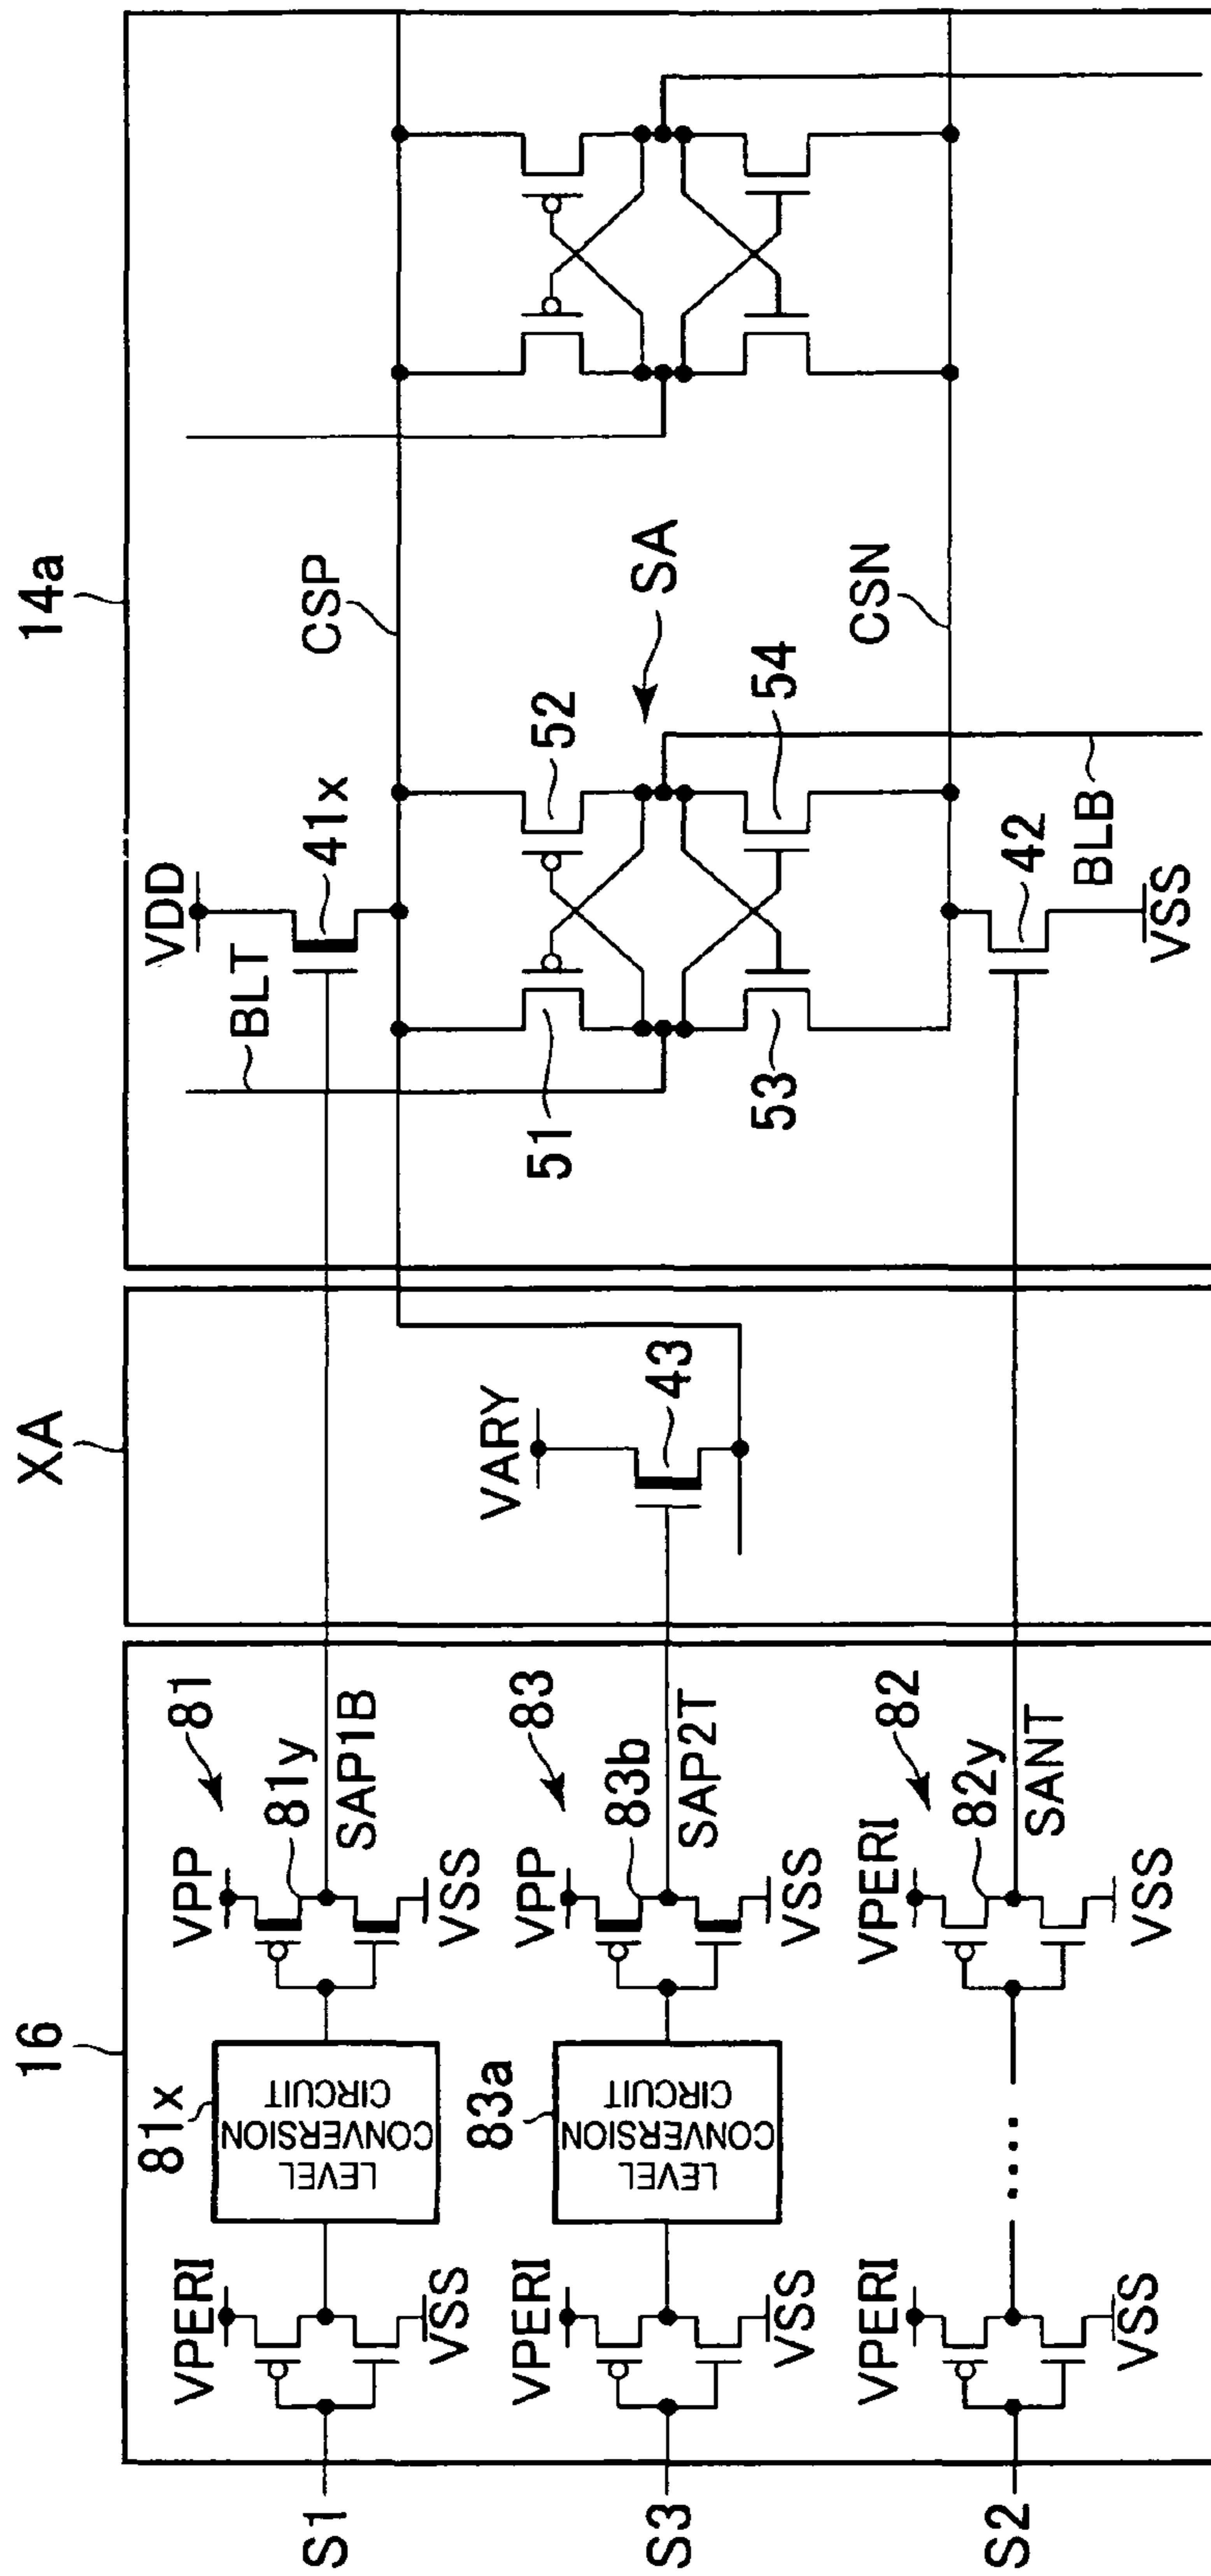 16
XA
14a
S1
VPERI
VSS
81x
LEVEL
CONVERSION
CIRCUIT
VPP
81
81y
SAP1B
VSS
S3
VPERI
VSS
83a
LEVEL
CONVERSION
CIRCUIT
VPP
83
83b
SAP2T
VSS
S2
VPERI
VSS
VPERI
82
82y
SANT
VSS
VARY
43
BLT
VDD
41x
CSP
51
52
SA
53
54
CSN
42
VSS
BLB